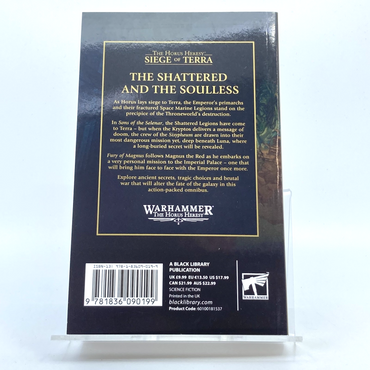 THE HORUS HERESY
SIEGE OF TERRA
THE SHATTERED
AND THE SOULLESS
As Horus lays siege to Terra, the Emperor's primarchs
and their fractured Space Marine Legions stand on the
precipice of the Throneworld's destruction.
In Sons of the Selenar, the Shattered Legions have come
to Terra – but when the Kryptos delivers a message of
doom, the crew of the Sisypheum are drawn into their
most dangerous mission yet, deep beneath Luna, where
a long-buried secret will be revealed.
Fury of Magnus follows Magnus the Red as he embarks on
a very personal mission to the Imperial Palace – one that
will bring him face to face with the Emperor once more.
Explore ancient secrets, tragic choices and brutal
war that will alter the fate of the galaxy in this
action-packed omnibus.
WARHAMMER
THE HORUS HERESY
ISBN-13: 978-1-83609-019-9
9 781836 090199
A BLACK LIBRARY
PUBLICATION
UK £9.99 EU €13.50 US $17.99
CAN $21.99 AUS $22.99
SCIENCE FICTION
Printed in the UK
blacklibrary.com
Product code: 60100181537
WARHAMMER